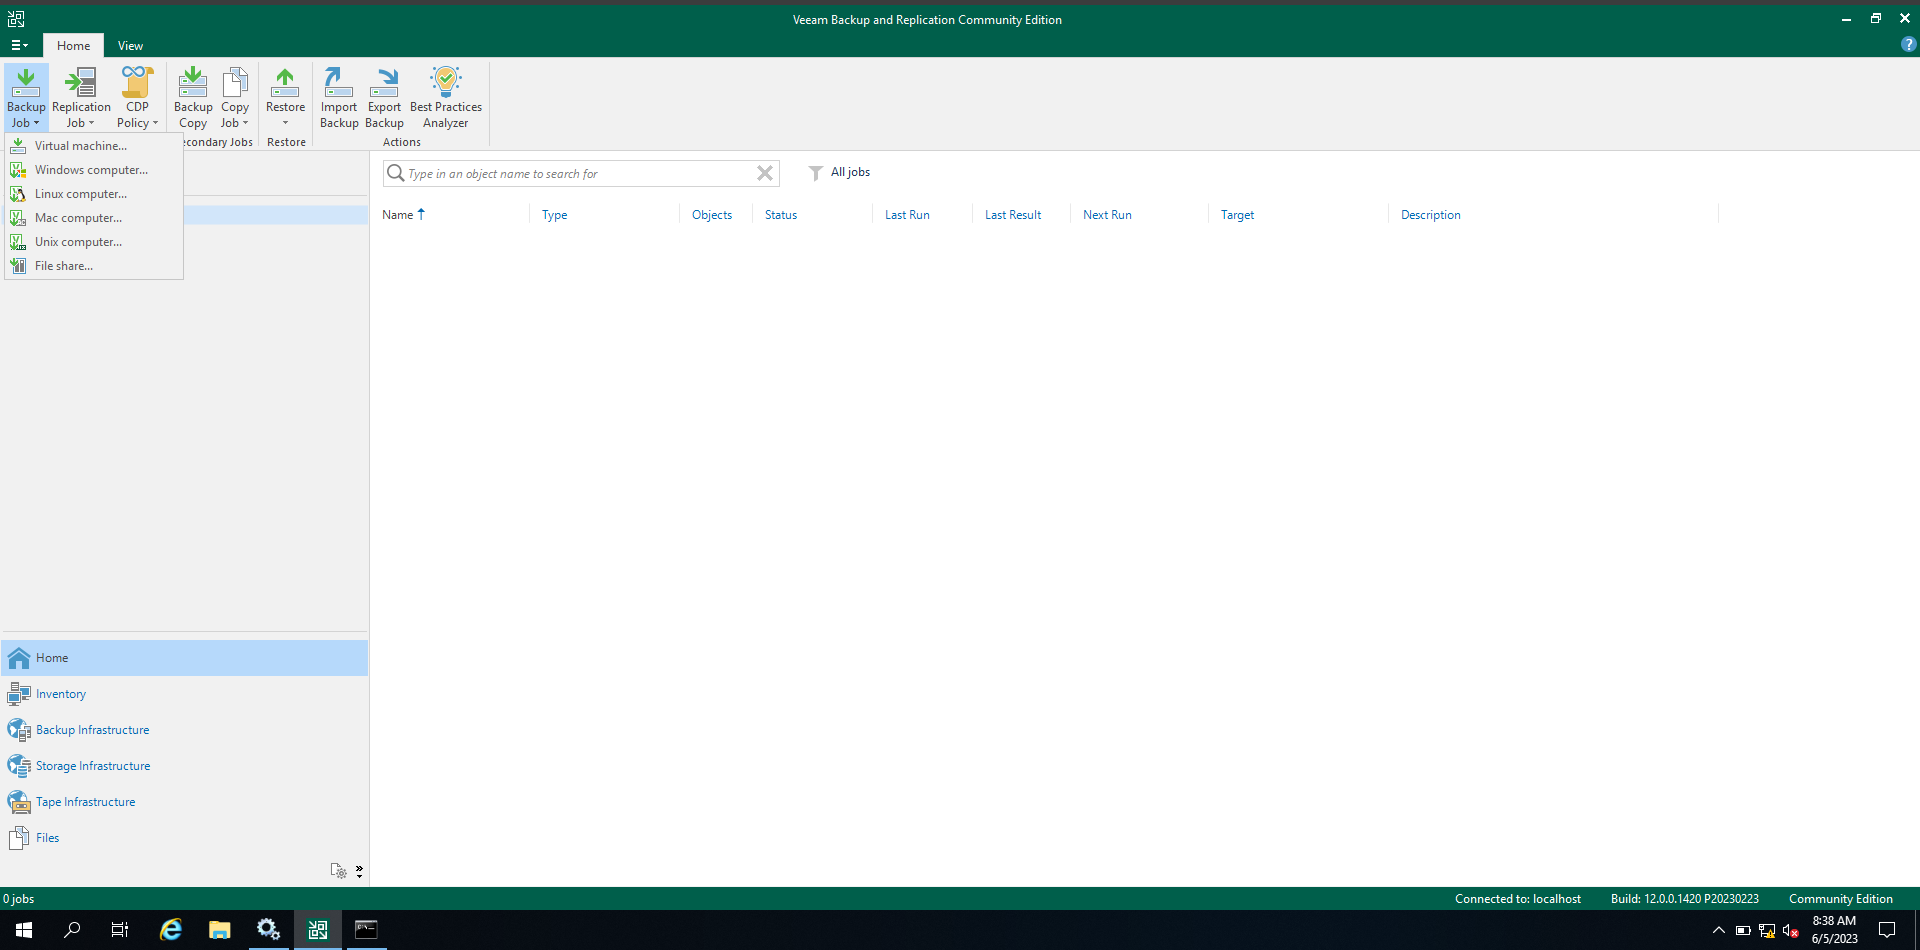 Veeam Backup and Replication Community Edition
Home View
?
Backup Job
Replication Job
CDP Policy
Backup Copy
Copy Job
Restore
Import Backup
Export Backup
Best Practices Analyzer
condary Jobs
Restore
Actions
Virtual machine...
Windows computer...
Linux computer...
Mac computer...
Unix computer...
File share...
Type in an object name to search for
All jobs
Name Type Objects Status Last Run Last Result Next Run Target Description
Home
Inventory
Backup Infrastructure
Storage Infrastructure
Tape Infrastructure
Files
0 jobs
Connected to: localhost
Build: 12.0.0.1420 P20230223
Community Edition
8:38 AM
6/5/2023